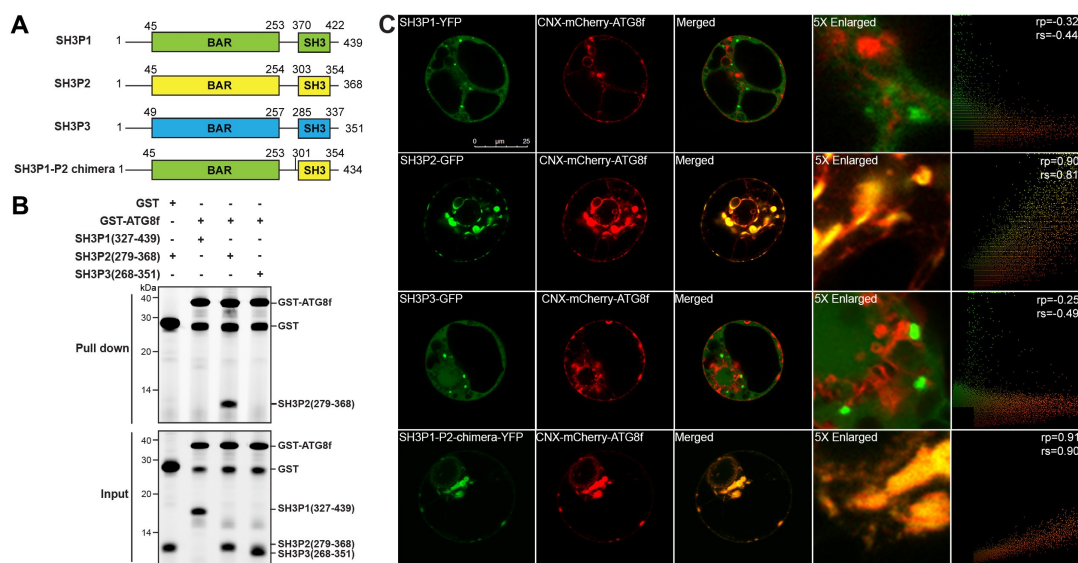 A
SH3P1 1 45 BAR 253 370 SH3 422 439
SH3P2 1 45 BAR 254 303 SH3 354 368
SH3P3 1 49 BAR 257 285 SH3 337 351
SH3P1-P2 chimera 1 45 BAR 253 301 SH3 354 434
B
GST + - - -
GST-ATG8f - + + +
SH3P1(327-439) - + - -
SH3P2(279-368) + - + -
SH3P3(268-351) - - - +
kDa
Pull down
40
30
20
14
GST-ATG8f
GST
SH3P2(279-368)
Input
40
30
20
14
GST-ATG8f
GST
SH3P1(327-439)
SH3P2(279-368)
SH3P3(268-351)
C
SH3P1-YFP CNX-mCherry-ATG8f Merged 5X Enlarged rp=-0.32
rs=-0.44
0 μm 25
SH3P2-GFP CNX-mCherry-ATG8f Merged 5X Enlarged rp=0.90
rs=0.81
SH3P3-GFP CNX-mCherry-ATG8f Merged 5X Enlarged rp=-0.25
rs=-0.49
SH3P1-P2-chimera-YFP CNX-mCherry-ATG8f Merged 5X Enlarged rp=0.91
rs=0.90